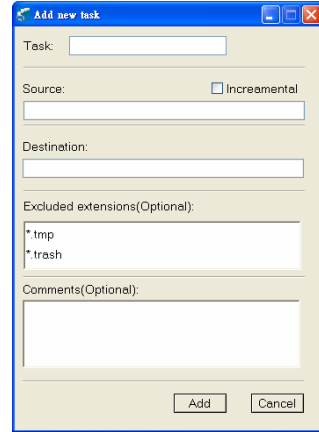 Add new task
Task:
Source: Increamental
Destination:
Excluded extensions(Optional):
*.tmp
*.trash
Comments(Optional):
Add Cancel